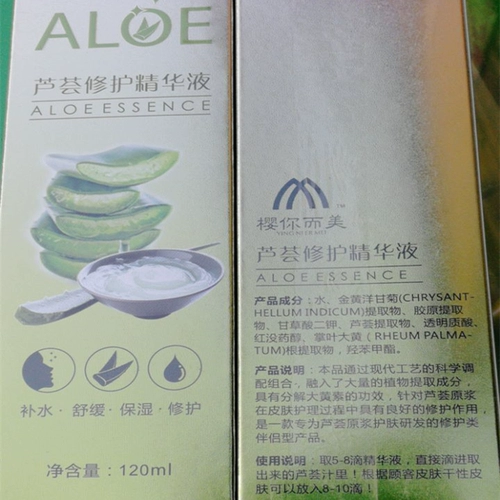 ALOE
芦荟修护精华液
ALOE ESSENCE
补水·舒缓·保湿·修护
净含量：120ml
樱你而美
芦荟修护精华液
ALOE ESSENCE
产品成分：水、金黄洋甘菊(CHRYSANT-
HELLUM INDICUM)提取物、胶原提取
物、甘草酸二钾、芦荟提取物、透明质酸、
红没药醇、掌叶大黄（RHEUM PALMA-
TUM)根提取物，羟苯甲酯。
产品说明：本品通过现代工艺的科学调
配组合，融入了大量的植物提取成分，
具有分解大黄素的功效，针对芦荟原浆
在皮肤护理过程中具有良好的修护作用，
是一款专为芦荟原浆护肤研发的修护类
伴侣型产品。
使用说明：取5-8滴精华液，直接滴进取
出来的芦荟汁里！根据顾客皮肤干性皮
肤可以放入8-10滴！